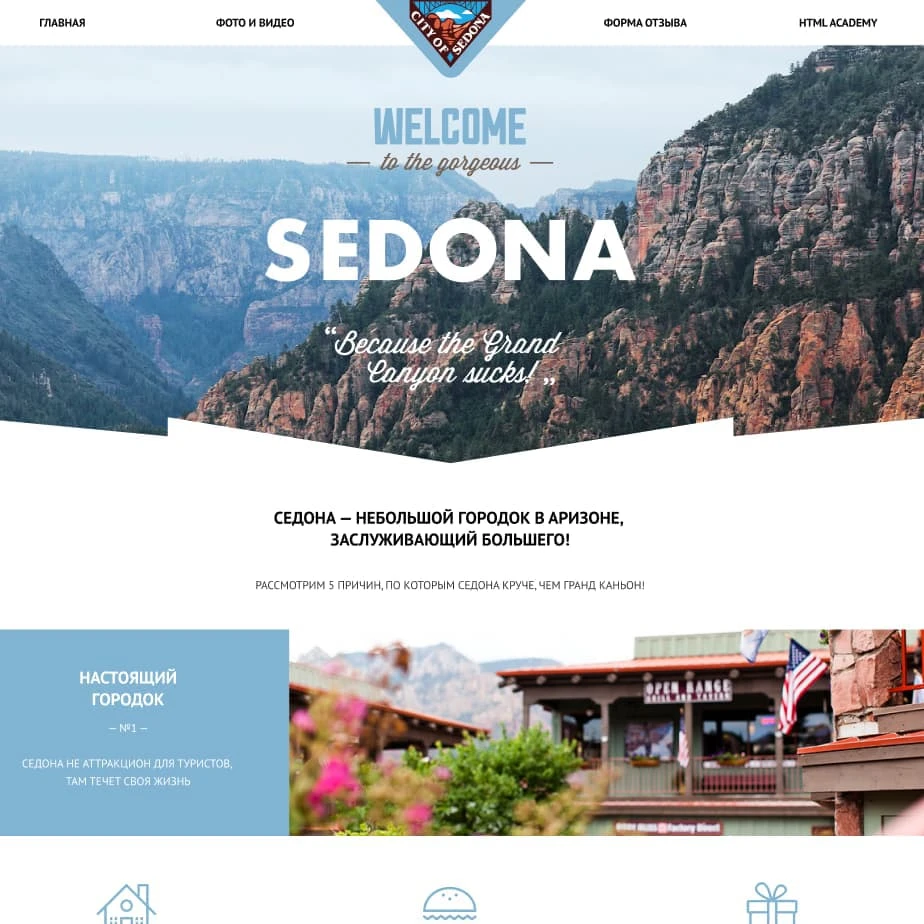 ГЛАВНАЯ
ФОТО И ВИДЕО
CITY OF SEDONA
ФОРМА ОТЗЫВА
HTML ACADEMY
WELCOME
— to the gorgeous —
SEDONA
“Because the Grand
Canyon sucks!„
СЕДОНА — НЕБОЛЬШОЙ ГОРОДОК В АРИЗОНЕ,
ЗАСЛУЖИВАЮЩИЙ БОЛЬШЕГО!
РАССМОТРИМ 5 ПРИЧИН, ПО КОТОРЫМ СЕДОНА КРУЧЕ, ЧЕМ ГРАНД КАНЬОН!
НАСТОЯЩИЙ
ГОРОДОК
— №1 —
СЕДОНА НЕ АТТРАКЦИОН ДЛЯ ТУРИСТОВ,
ТАМ ТЕЧЕТ СВОЯ ЖИЗНЬ
OPEN RANGE
GRILL AND TAVERN
Factory Direct